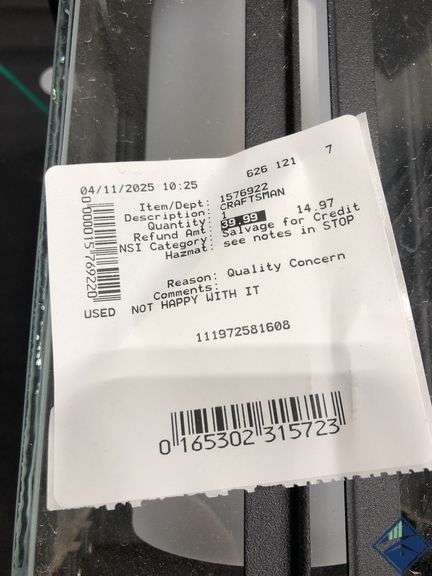 626 121 7
04/11/2025 10:25
Item/Dept: 1576922
Description: CRAFTSMAN
Quantity: 1
Refund Amt: 39.99 14.97
NSI Category: Salvage for Credit
Hazmat: see notes in STOP
Reason: Quality Concern
Comments:
USED NOT HAPPY WITH IT
111972581608
0 165302 315723
0000015769220